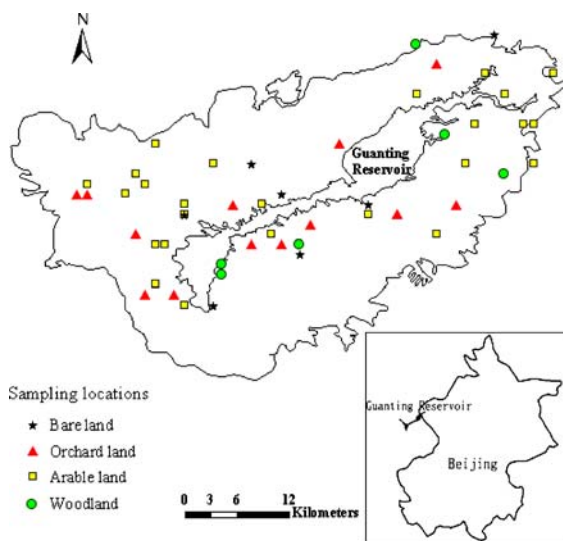 N
Guanting
Reservoir
Sampling locations
Bare land
Orchard land
Arable land
Woodland
0 3 6 12
Kilometers
Guanting Reservoir
Beijing